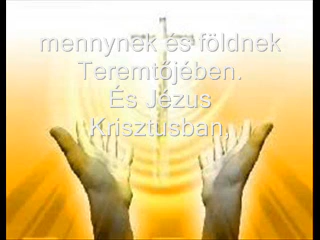 mennynek és földnek
Teremtőjében.
És Jézus
Krisztusban,